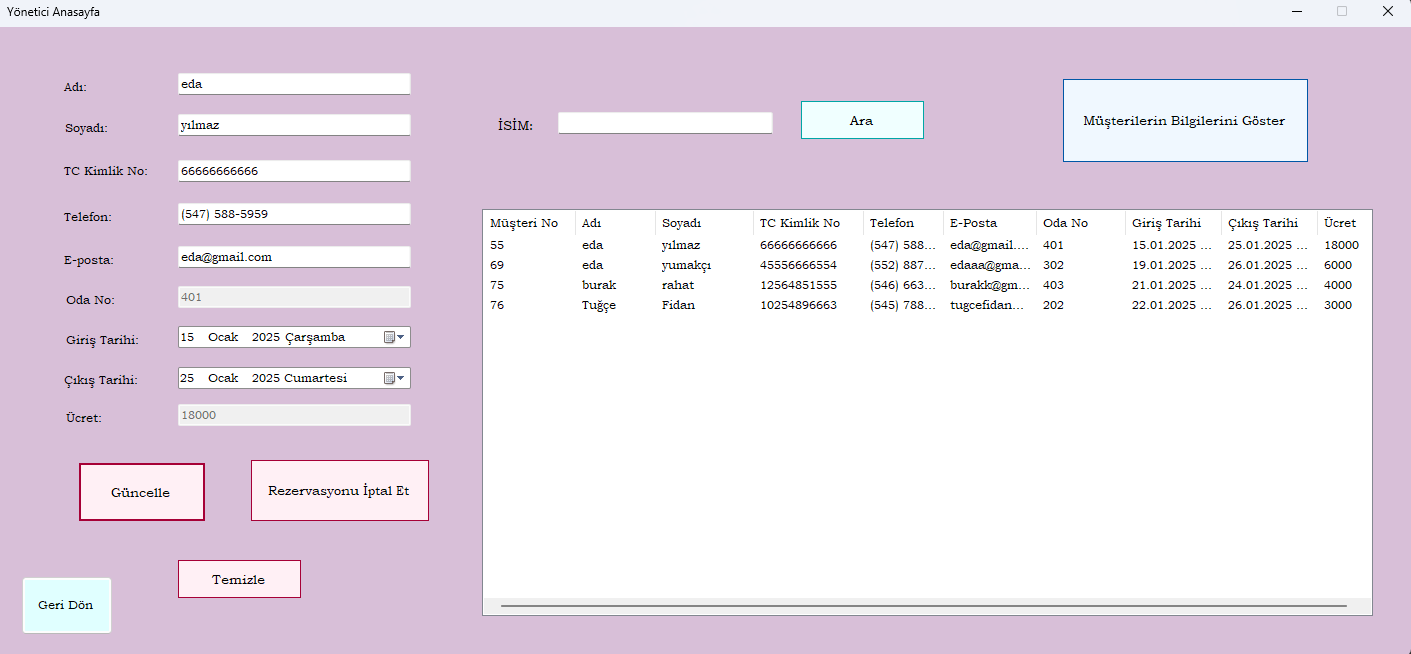 Yönetici Anasayfa
Adı: eda
Soyadı: yılmaz
TC Kimlik No: 66666666666
Telefon: (547) 588-5959
E-posta: eda@gmail.com
Oda No: 401
Giriş Tarihi: 15 Ocak 2025 Çarşamba
Çıkış Tarihi: 25 Ocak 2025 Cumartesi
Ücret: 18000
Güncelle
Rezervasyonu İptal Et
Temizle
Geri Dön
İSİM:
Ara
Müşterilerin Bilgilerini Göster
Müşteri No Adı Soyadı TC Kimlik No Telefon E-Posta Oda No Giriş Tarihi Çıkış Tarihi Ücret
55 eda yılmaz 66666666666 (547) 588... eda@gmail.... 401 15.01.2025 ... 25.01.2025 ... 18000
69 eda yumakçı 45556666554 (552) 887... edaaa@gma... 302 19.01.2025 ... 26.01.2025 ... 6000
75 burak rahat 12564851555 (546) 663... burakk@gm... 403 21.01.2025 ... 24.01.2025 ... 4000
76 Tuğçe Fidan 10254896663 (545) 788... tugcefidan... 202 22.01.2025 ... 26.01.2025 ... 3000